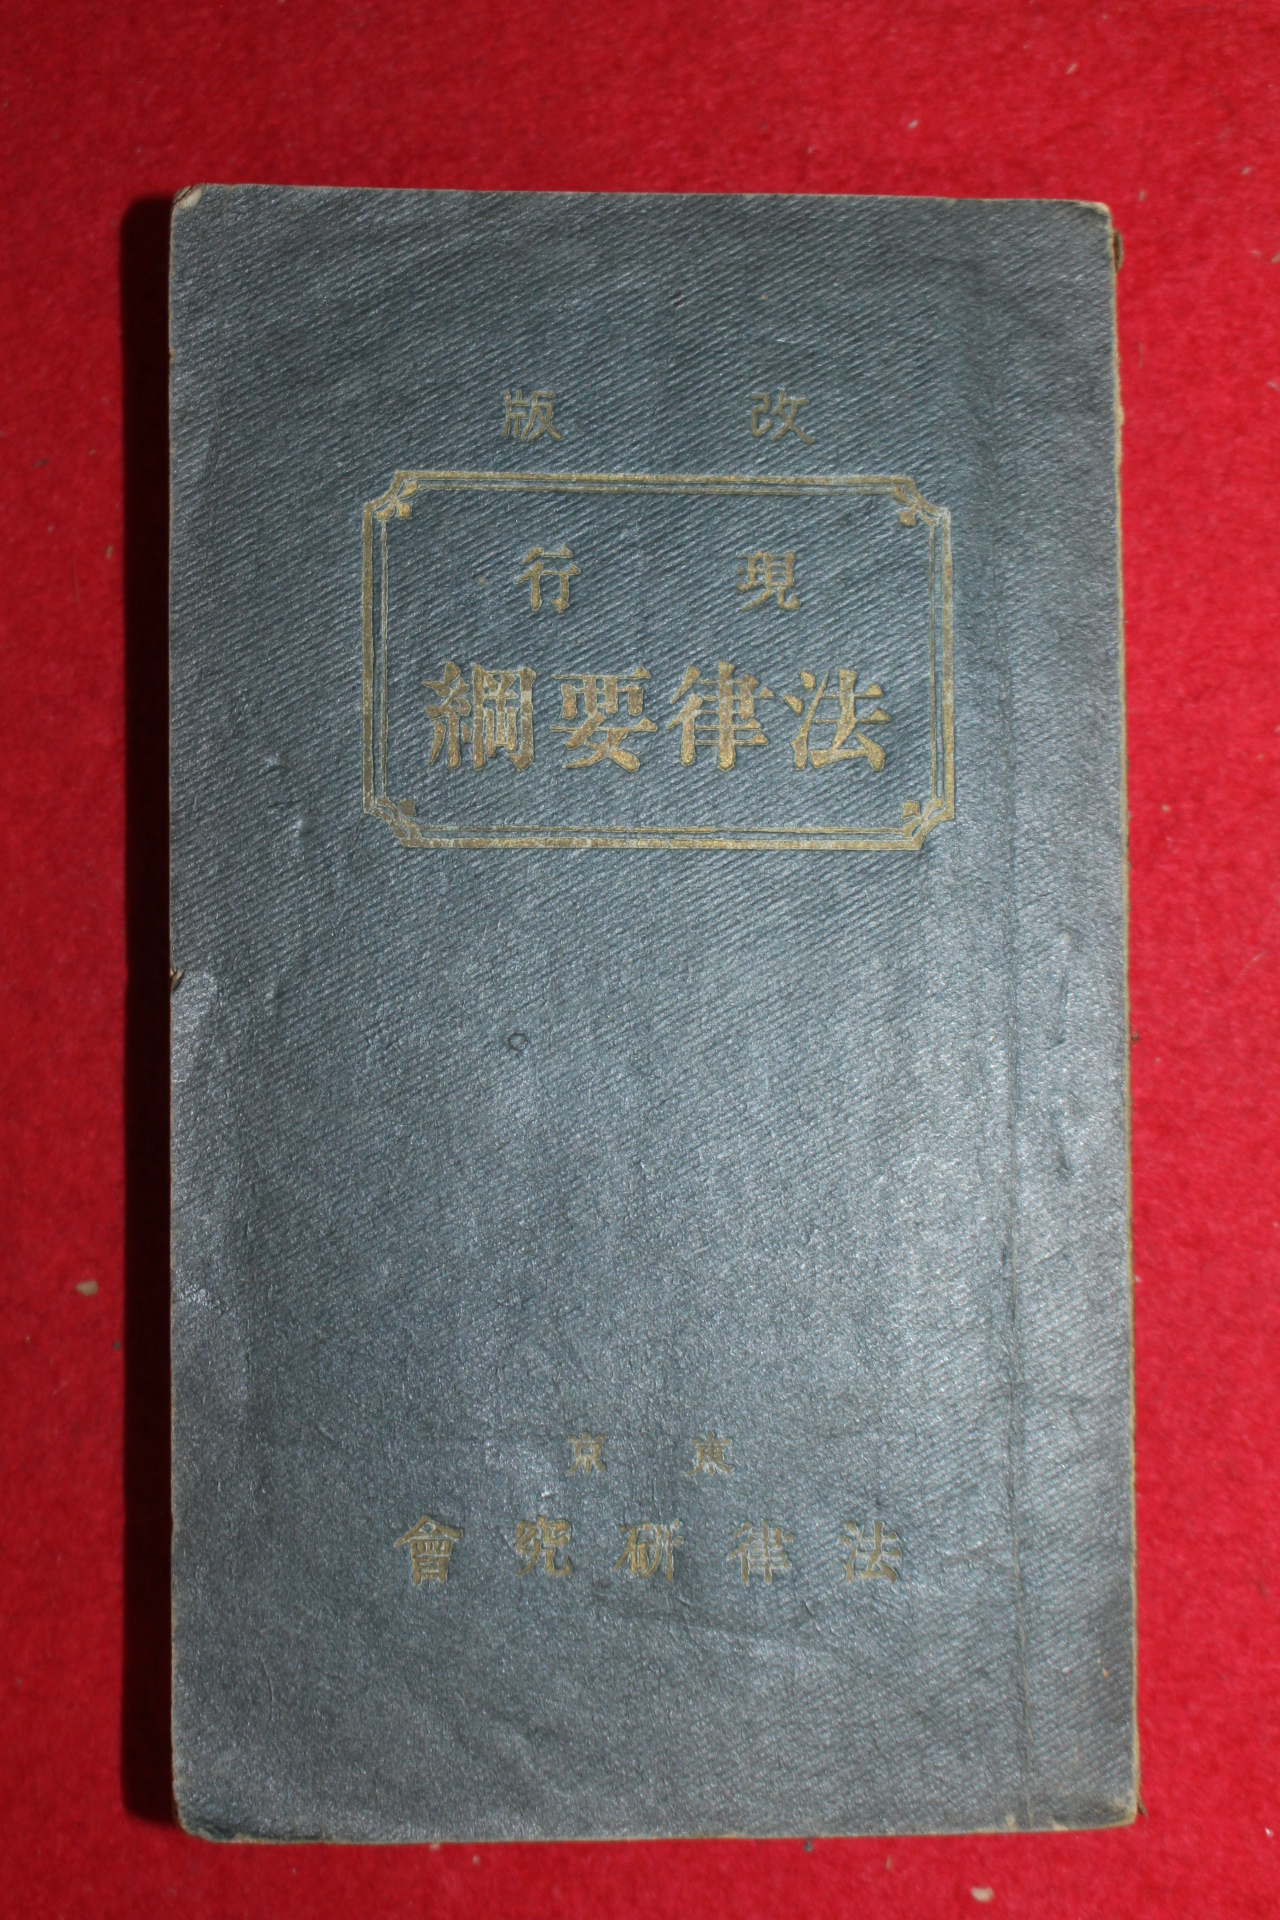 改版
現行
法律要綱
東京
法律研究會